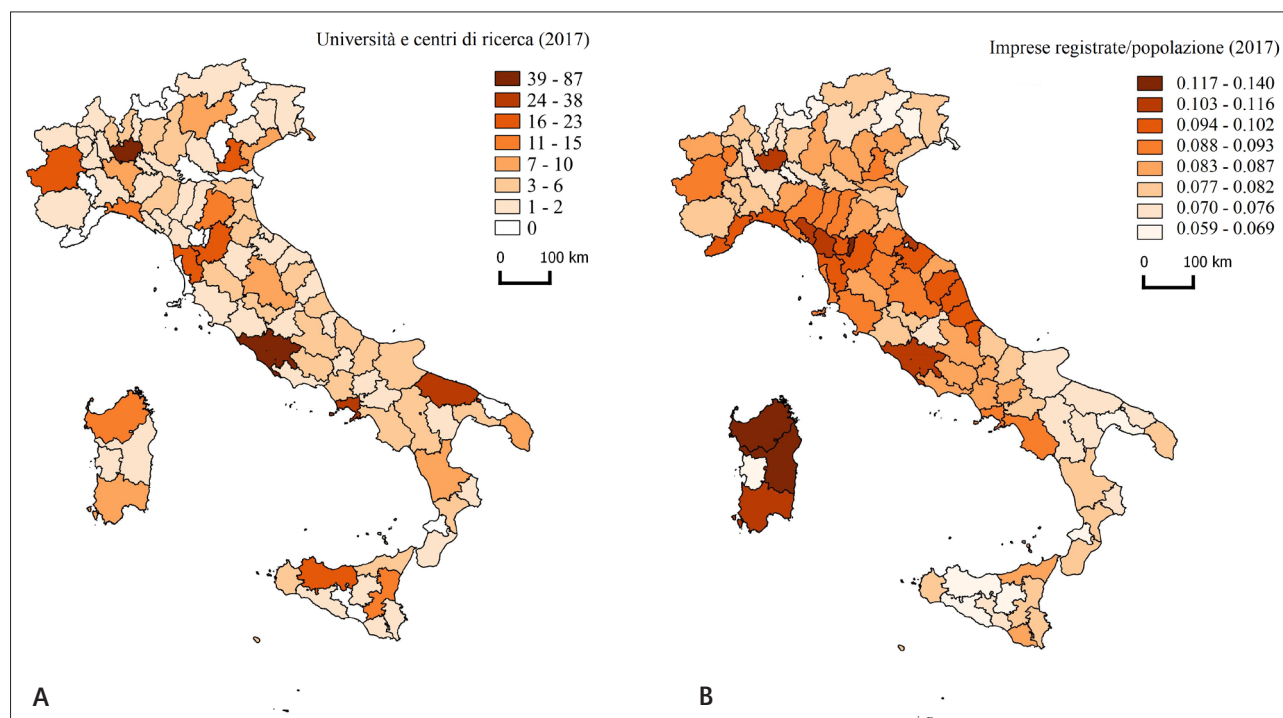 Università e centri di ricerca (2017)
39 - 87
24 - 38
16 - 23
11 - 15
7 - 10
3 - 6
1 - 2
0
0 100 km
A
Imprese registrate/popolazione (2017)
0.117 - 0.140
0.103 - 0.116
0.094 - 0.102
0.088 - 0.093
0.083 - 0.087
0.077 - 0.082
0.070 - 0.076
0.059 - 0.069
0 100 km
B